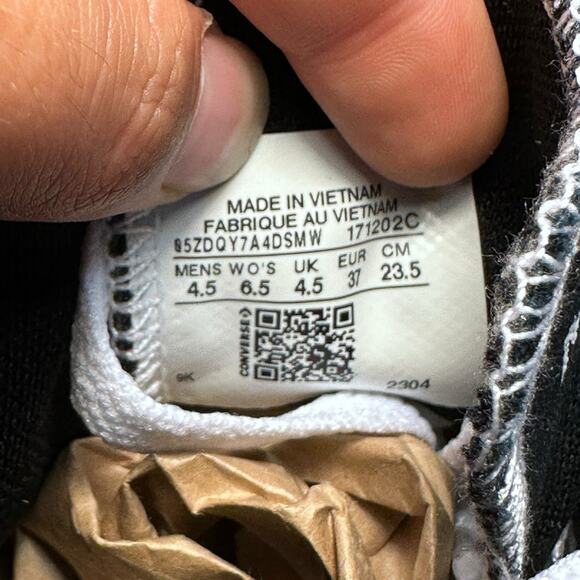 MADE IN VIETNAM
FABRIQUE AU VIETNAM
05ZDQY7A4DSMW 171202C
MENS WO'S UK EUR CM
4.5 6.5 4.5 37 23.5
CONVERSE
9K 2304